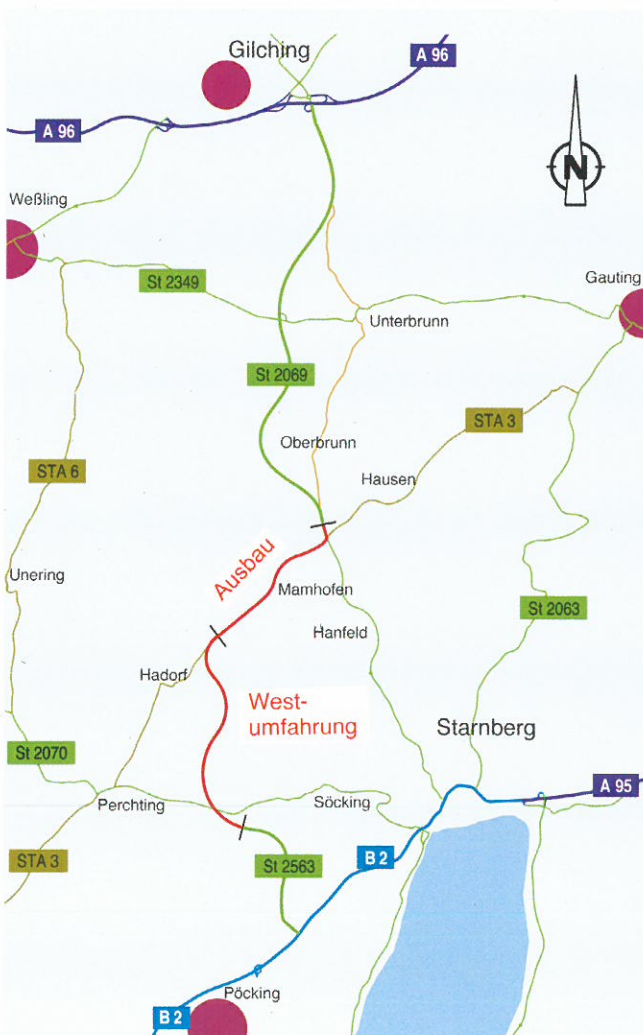 Gilching
A 96
A 96
N
Weßling
St 2349
Gauting
Unterbrunn
St 2069
Oberbrunn
STA 3
STA 6
Hausen
Ausbau
Unering
Mamhofen
St 2063
Hanfeld
Hadorf
West-
umfahrung
Starnberg
St 2070
A 95
Perchting
Söcking
STA 3
St 2563
B 2
Pöcking
B 2